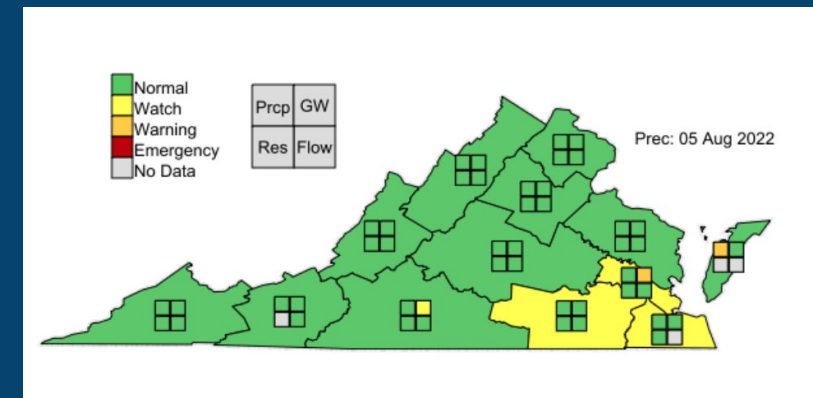 Normal
Watch
Warning
Emergency
No Data
Prcp GW
Res Flow
Prec: 05 Aug 2022